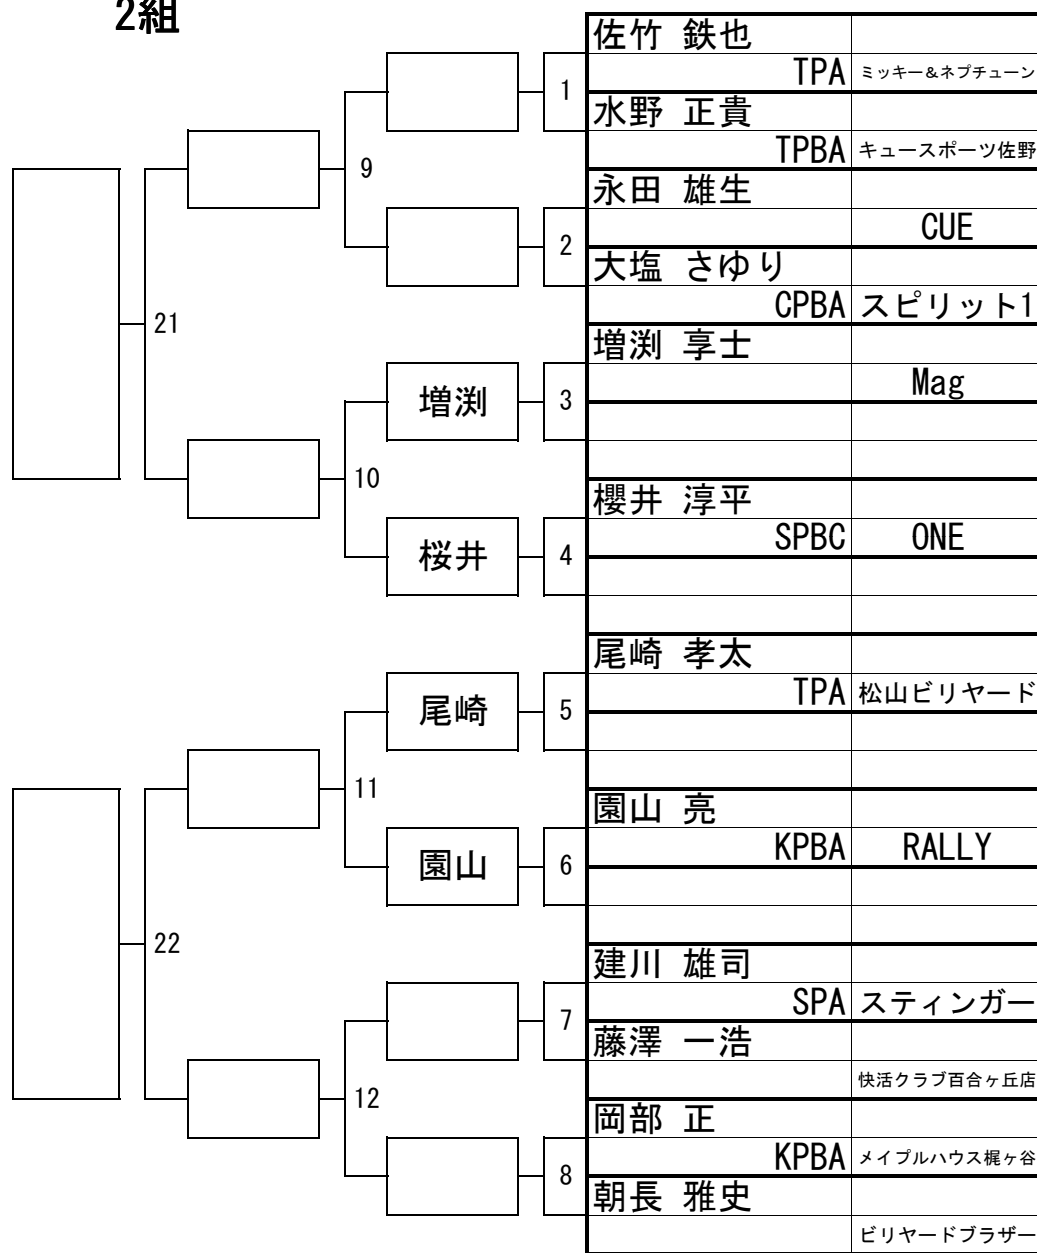 2組
佐竹 鉄也
TPA ミッキー&ネプチューン
1
水野 正貴
TPBA キュースポーツ佐野
9
永田 雄生
CUE
2
大塩 さゆり
CPBA スピリット1
21
増渕 享士
Mag
増渕 3
10
櫻井 淳平
SPBC ONE
桜井 4
尾崎 孝太
TPA 松山ビリヤード
尾崎 5
11
園山 亮
KPBA RALLY
園山 6
22
建川 雄司
SPA スティンガー
7
藤澤 一浩
快活クラブ百合ヶ丘店
12
岡部 正
KPBA メイプルハウス梶ヶ谷
8
朝長 雅史
ビリヤードブラザー